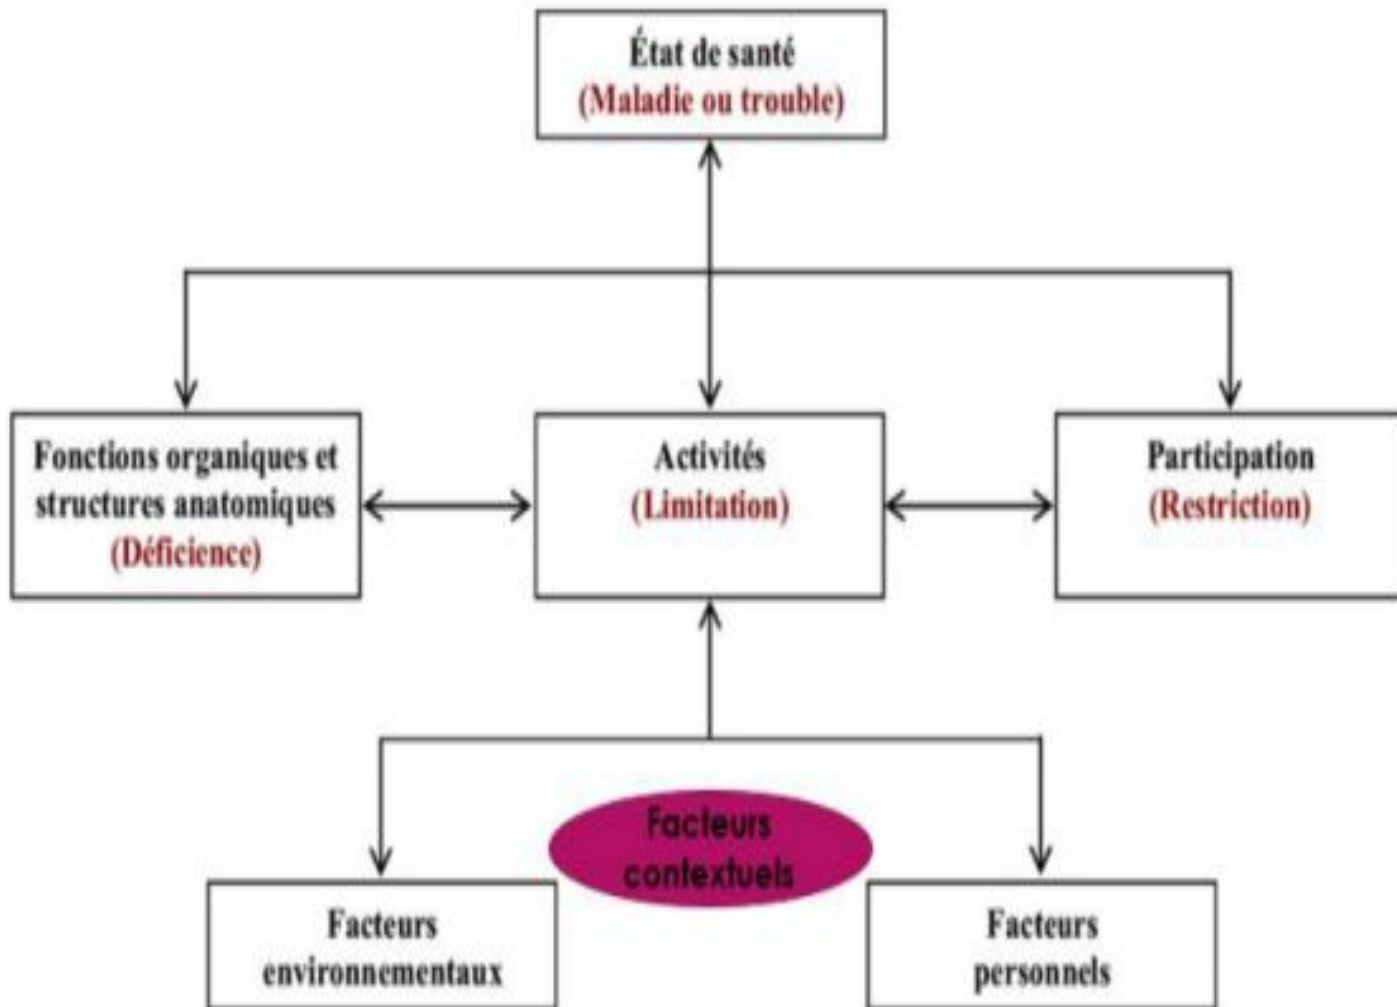 État de santé
(Maladie ou trouble)
Fonctions organiques et
structures anatomiques
(Déficience)
Activités
(Limitation)
Participation
(Restriction)
Facteurs
contextuels
Facteurs
environnementaux
Facteurs
personnels